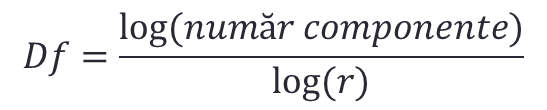 Df = log(număr componente) / log(r)